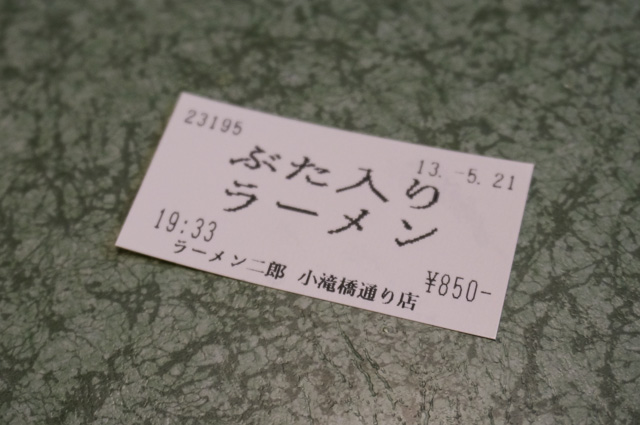 23195
13. -5.21
ぶた入り
ラーメン
19:33
¥850-
ラーメン二郎 小滝橋通り店